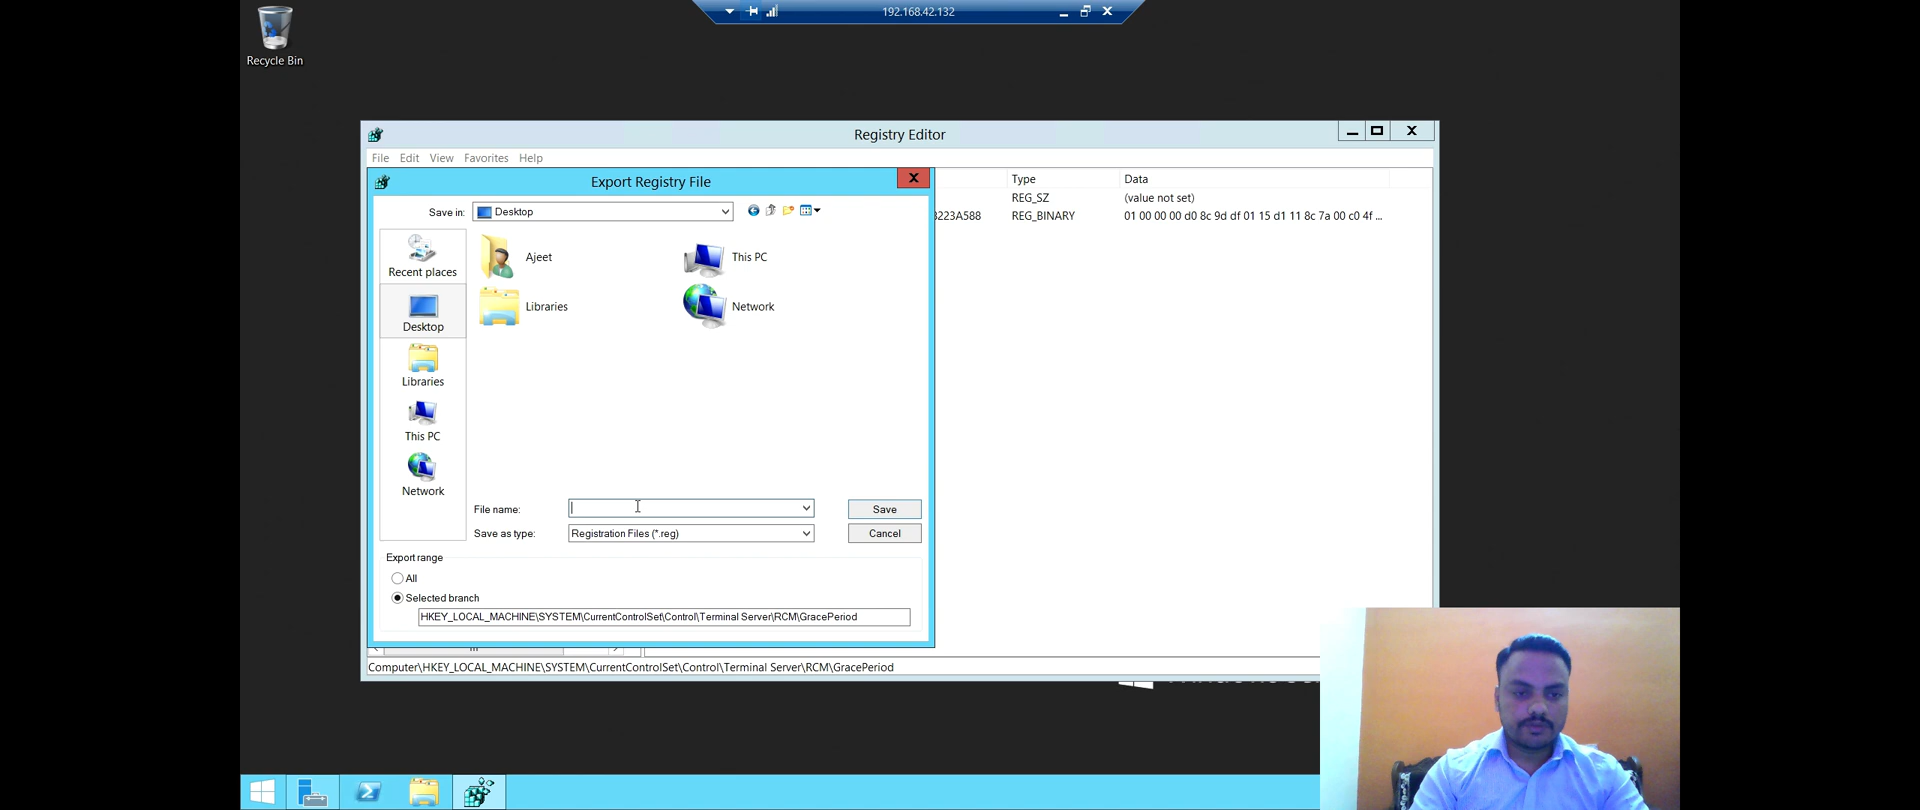 192.168.42.132
Recycle Bin
Registry Editor
File Edit View Favorites Help
Export Registry File
Type Data
Save in: Desktop
REG_SZ (value not set)
3223A588 REG_BINARY 01 00 00 00 d0 8c 9d df 01 15 d1 11 8c 7a 00 c0 4f ...
Recent places
Ajeet
This PC
Libraries
Network
Desktop
Libraries
This PC
Network
File name:
Save
Save as type: Registration Files (*.reg)
Cancel
Export range
All
Selected branch
HKEY_LOCAL_MACHINE\SYSTEM\CurrentControlSet\Control\Terminal Server\RCM\GracePeriod
Computer\HKEY_LOCAL_MACHINE\SYSTEM\CurrentControlSet\Control\Terminal Server\RCM\GracePeriod